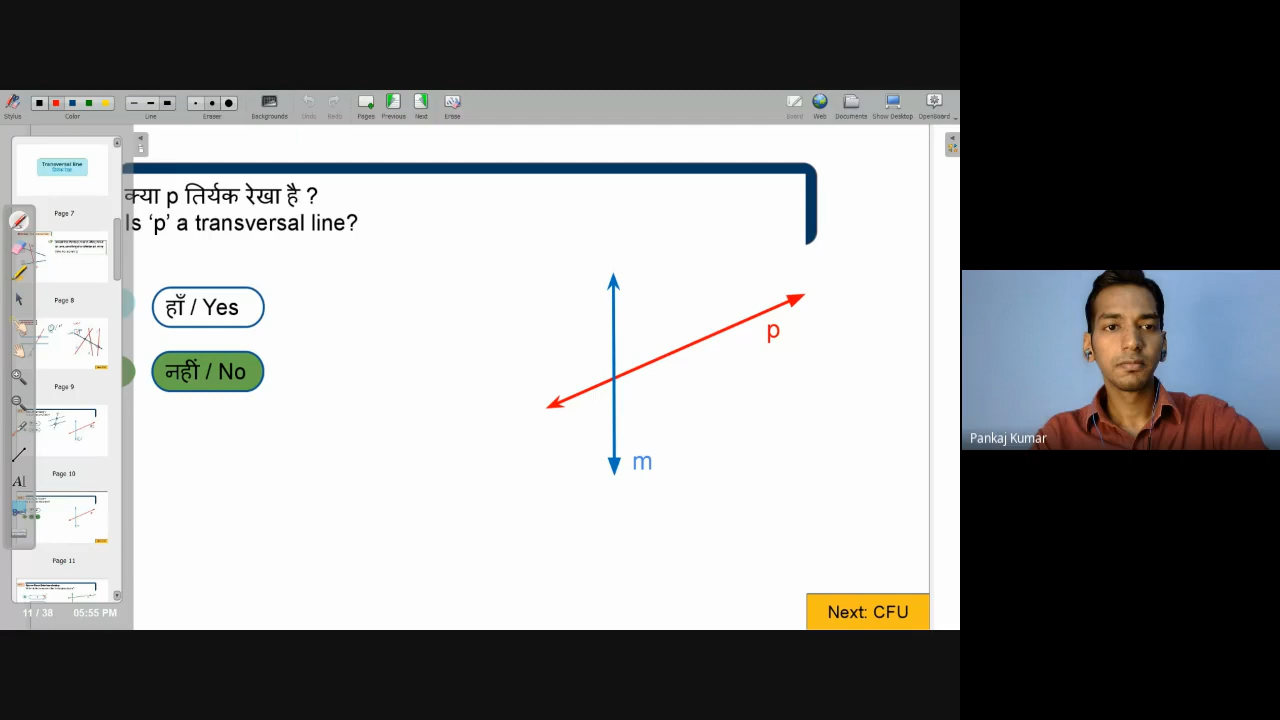 Stylus
Color
Line
Eraser
Backgrounds
Undo
Redo
Pages
Previous
Next
Erase
Board
Web
Documents
Show Desktop
OpenBoard
Transversal line
Page 7
Page 8
Page 9
Page 10
Page 11
11 / 38 05:55 PM
A
क्या p तिर्यक रेखा है ?
Is ‘p’ a transversal line?
हाँ / Yes
नहीं / No
p
m
Next: CFU
Pankaj Kumar